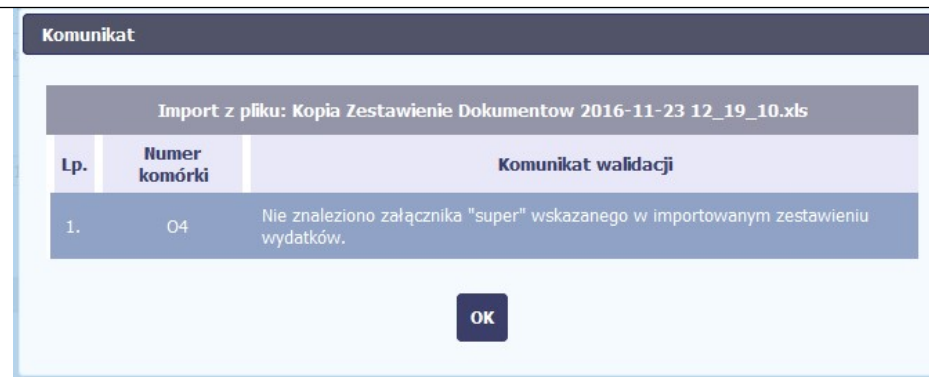 Komunikat
Import z pliku: Kopia Zestawienie Dokumentow 2016-11-23 12_19_10.xls
Lp. Numer komórki Komunikat walidacji
1. O4 Nie znaleziono załącznika "super" wskazanego w importowanym zestawieniu
wydatków.
OK